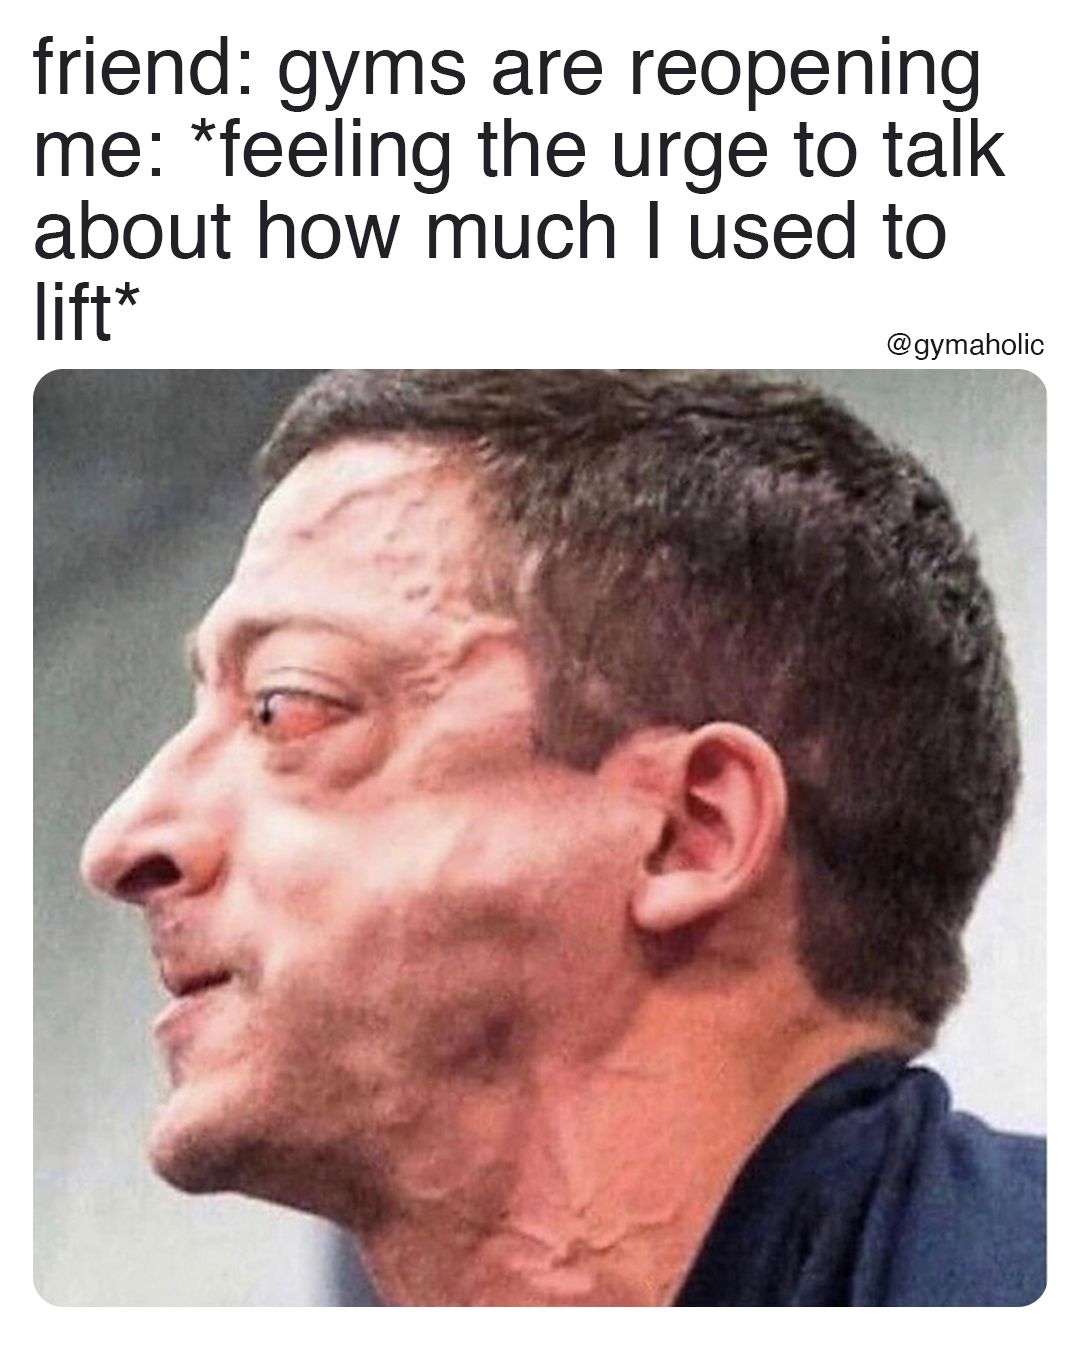 friend: gyms are reopening
me: *feeling the urge to talk
about how much I used to
lift*
@gymaholic